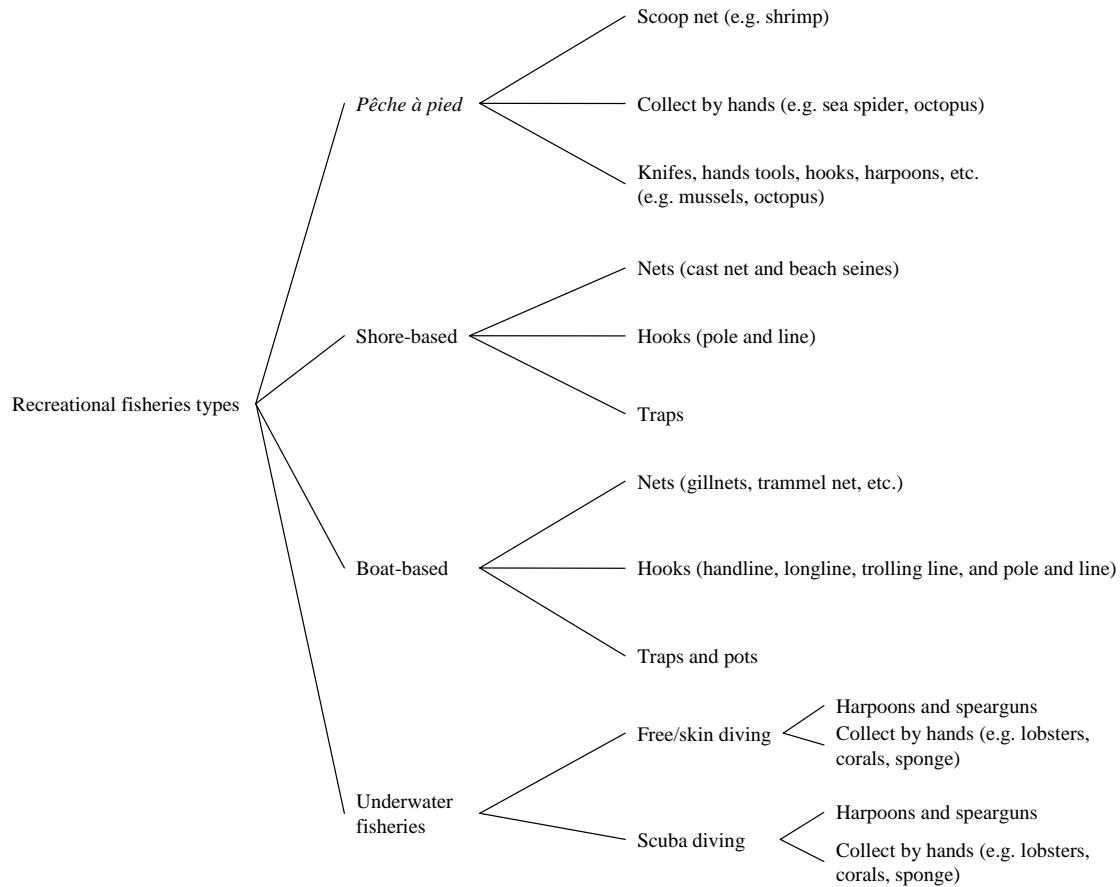 Scoop net (e.g. shrimp)
Pêche à pied
Collect by hands (e.g. sea spider, octopus)
Knifes, hands tools, hooks, harpoons, etc.
(e.g. mussels, octopus)
Nets (cast net and beach seines)
Shore-based
Hooks (pole and line)
Traps
Recreational fisheries types
Nets (gillnets, trammel net, etc.)
Boat-based
Hooks (handline, longline, trolling line, and pole and line)
Traps and pots
Free/skin diving
Harpoons and spearguns
Collect by hands (e.g. lobsters,
corals, sponge)
Underwater
fisheries
Scuba diving
Harpoons and spearguns
Collect by hands (e.g. lobsters,
corals, sponge)